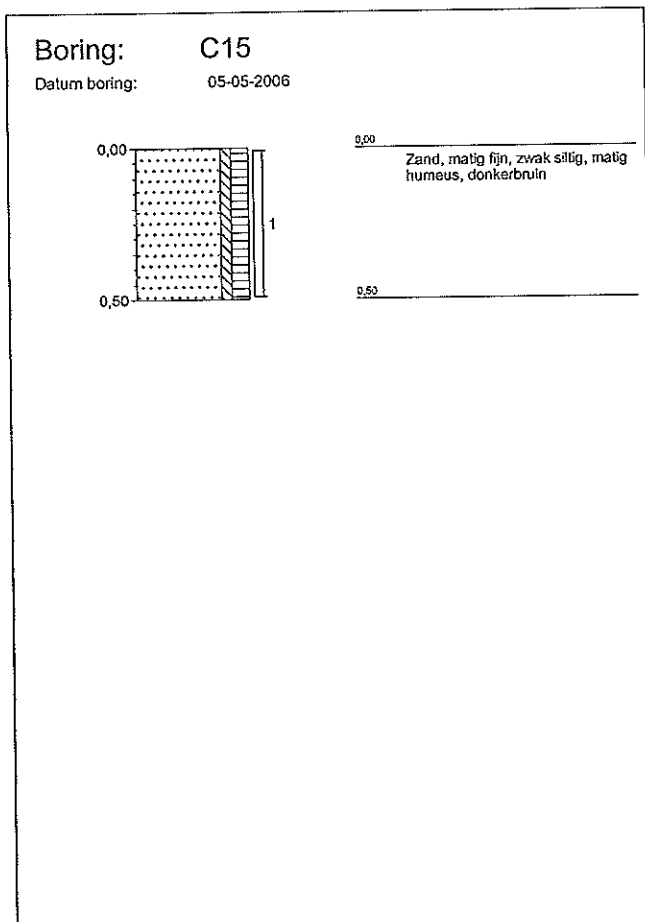 Boring: C15
Datum boring: 05-05-2006
0,00
1
0,50
0,00
Zand, matig fijn, zwak siltig, matig
humeus, donkerbruin
0,50